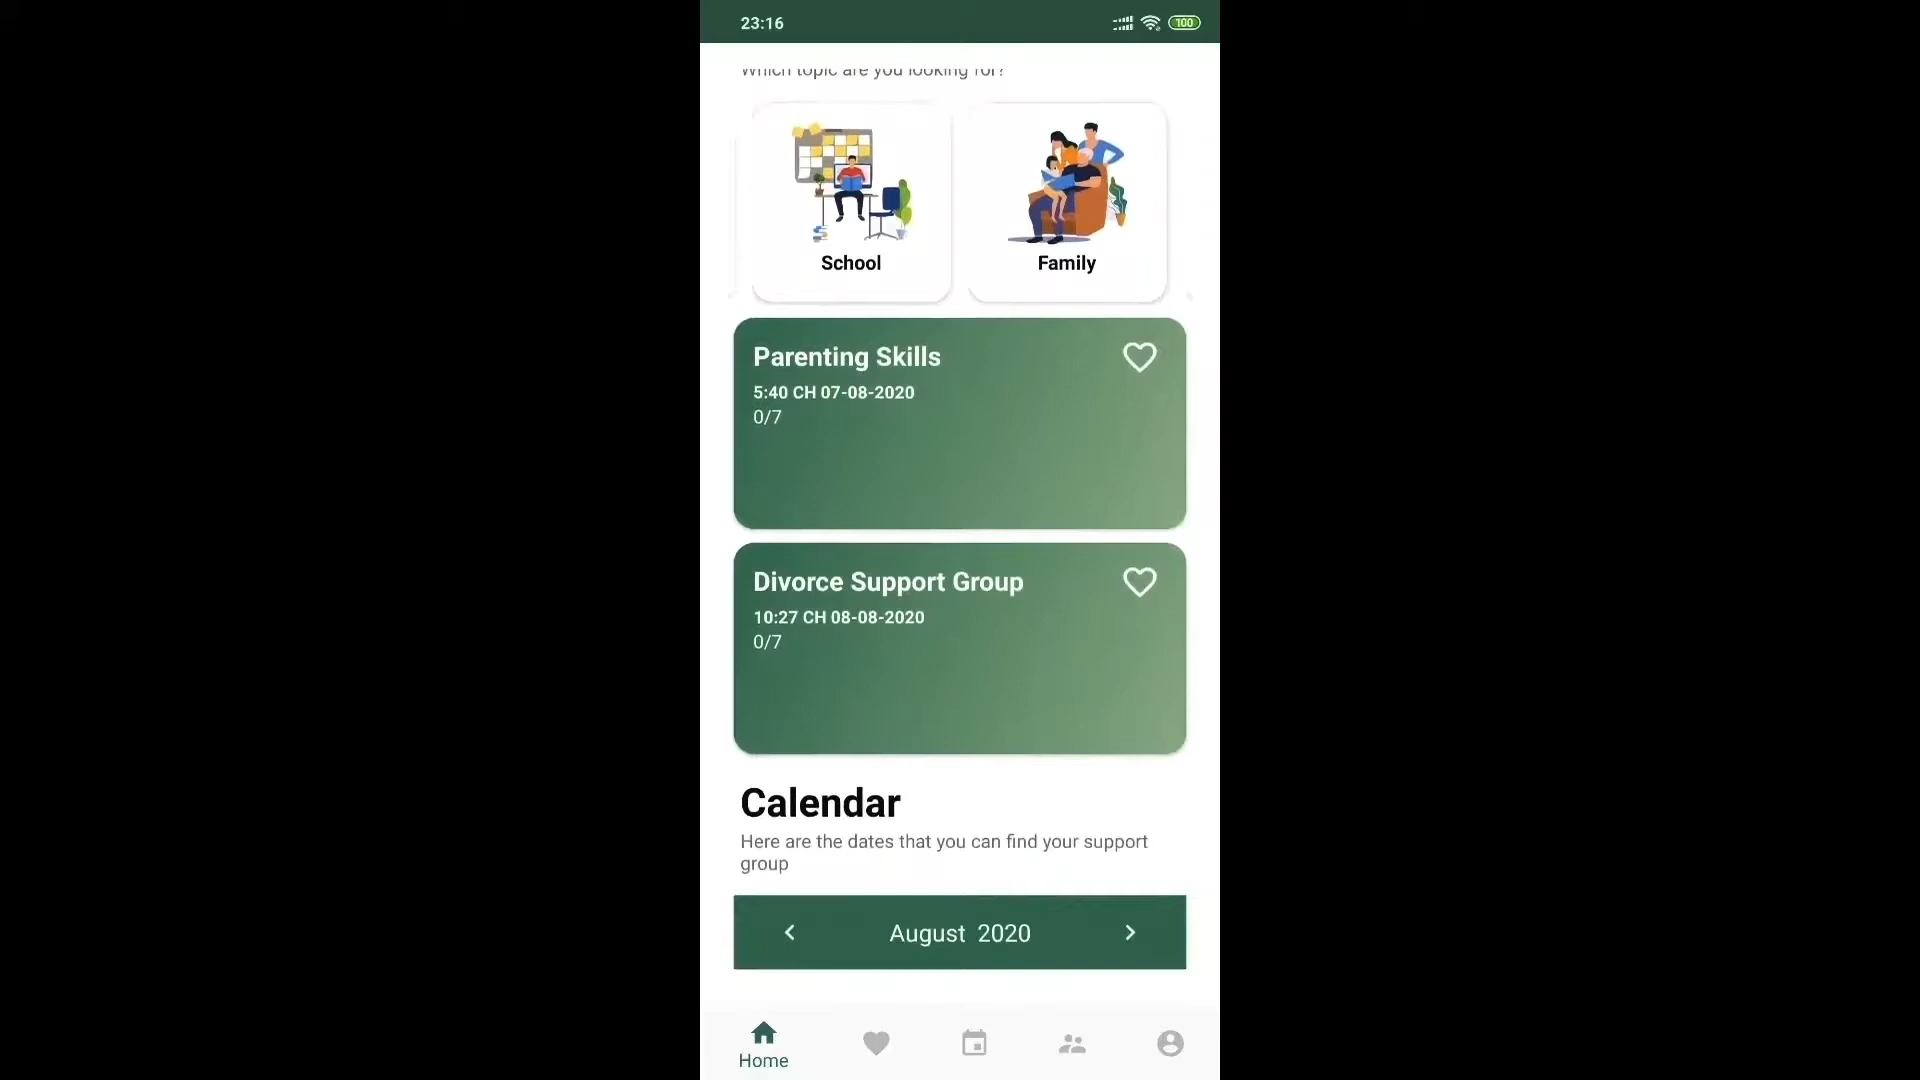 23:16
100
Which topic are you looking for?
School
Family
Parenting Skills
5:40 CH 07-08-2020
0/7
Divorce Support Group
10:27 CH 08-08-2020
0/7
Calendar
Here are the dates that you can find your support
group
August 2020
Home